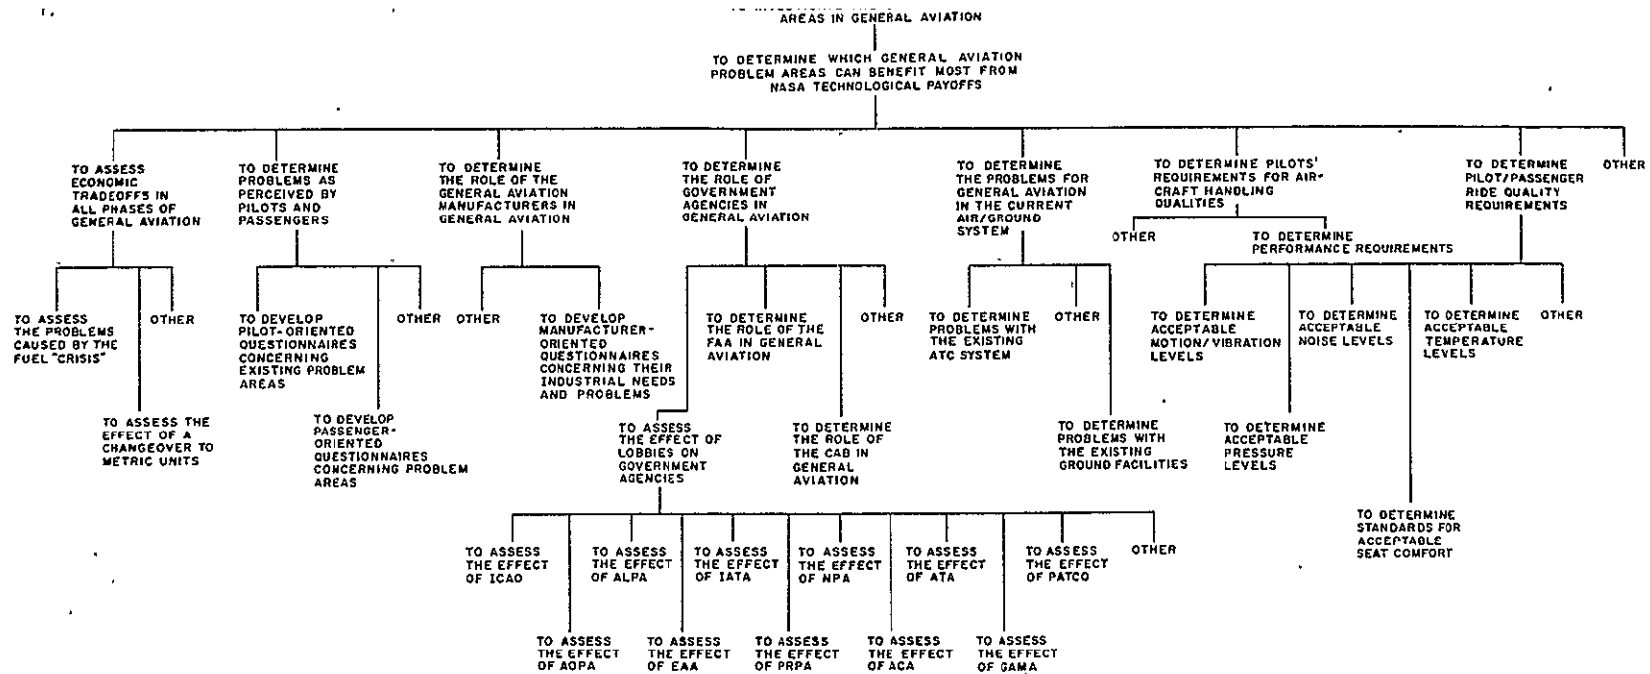 AREAS IN GENERAL AVIATION
TO DETERMINE WHICH GENERAL AVIATION
PROBLEM AREAS CAN BENEFIT MOST FROM
NASA TECHNOLOGICAL PAYOFFS
TO ASSESS
ECONOMIC
TRADEOFFS IN
ALL PHASES OF
GENERAL AVIATION
TO DETERMINE
PROBLEMS AS
PERCEIVED BY
PILOTS AND
PASSENGERS
TO DETERMINE
THE ROLE OF THE
GENERAL AVIATION
MANUFACTURERS IN
GENERAL AVIATION
TO DETERMINE
THE ROLE OF
GOVERNMENT
AGENCIES IN
GENERAL AVIATION
TO DETERMINE
THE PROBLEMS FOR
GENERAL AVIATION
IN THE CURRENT
AIR/GROUND
SYSTEM
TO DETERMINE PILOTS'
REQUIREMENTS FOR AIR-
CRAFT HANDLING
QUALITIES
TO DETERMINE
PILOT/PASSENGER
RIDE QUALITY
REQUIREMENTS
OTHER
OTHER
TO DETERMINE
PERFORMANCE REQUIREMENTS
TO ASSESS
THE PROBLEMS
CAUSED BY THE
FUEL "CRISIS"
OTHER
TO DEVELOP
PILOT-ORIENTED
QUESTIONNAIRES
CONCERNING
EXISTING PROBLEM
AREAS
OTHER
OTHER
TO DEVELOP
MANUFACTURER-
ORIENTED
QUESTIONNAIRES
CONCERNING THEIR
INDUSTRIAL NEEDS
AND PROBLEMS
TO DETERMINE
THE ROLE OF THE
FAA IN GENERAL
AVIATION
OTHER
TO DETERMINE
PROBLEMS WITH
THE EXISTING
ATC SYSTEM
OTHER
TO DETERMINE
ACCEPTABLE
MOTION/VIBRATION
LEVELS
TO DETERMINE
ACCEPTABLE
NOISE LEVELS
TO DETERMINE
ACCEPTABLE
TEMPERATURE
LEVELS
OTHER
TO ASSESS THE
EFFECT OF A
CHANGEOVER TO
METRIC UNITS
TO DEVELOP
PASSENGER-
ORIENTED
QUESTIONNAIRES
CONCERNING PROBLEM
AREAS
TO ASSESS
THE EFFECT OF
LOBBIES ON
GOVERNMENT
AGENCIES
TO DETERMINE
THE ROLE OF
THE CAB IN
GENERAL
AVIATION
TO DETERMINE
PROBLEMS WITH
THE EXISTING
GROUND FACILITIES
TO DETERMINE
ACCEPTABLE
PRESSURE
LEVELS
TO DETERMINE
STANDARDS FOR
ACCEPTABLE
SEAT COMFORT
TO ASSESS
THE EFFECT
OF ICAO
TO ASSESS
THE EFFECT
OF ALPA
TO ASSESS
THE EFFECT
OF IATA
TO ASSESS
THE EFFECT
OF NPA
TO ASSESS
THE EFFECT
OF ATA
TO ASSESS
THE EFFECT
OF PATCO
OTHER
TO ASSESS
THE EFFECT
OF AOPA
TO ASSESS
THE EFFECT
OF EAA
TO ASSESS
THE EFFECT
OF PRPA
TO ASSESS
THE EFFECT
OF ACA
TO ASSESS
THE EFFECT
OF GAMA